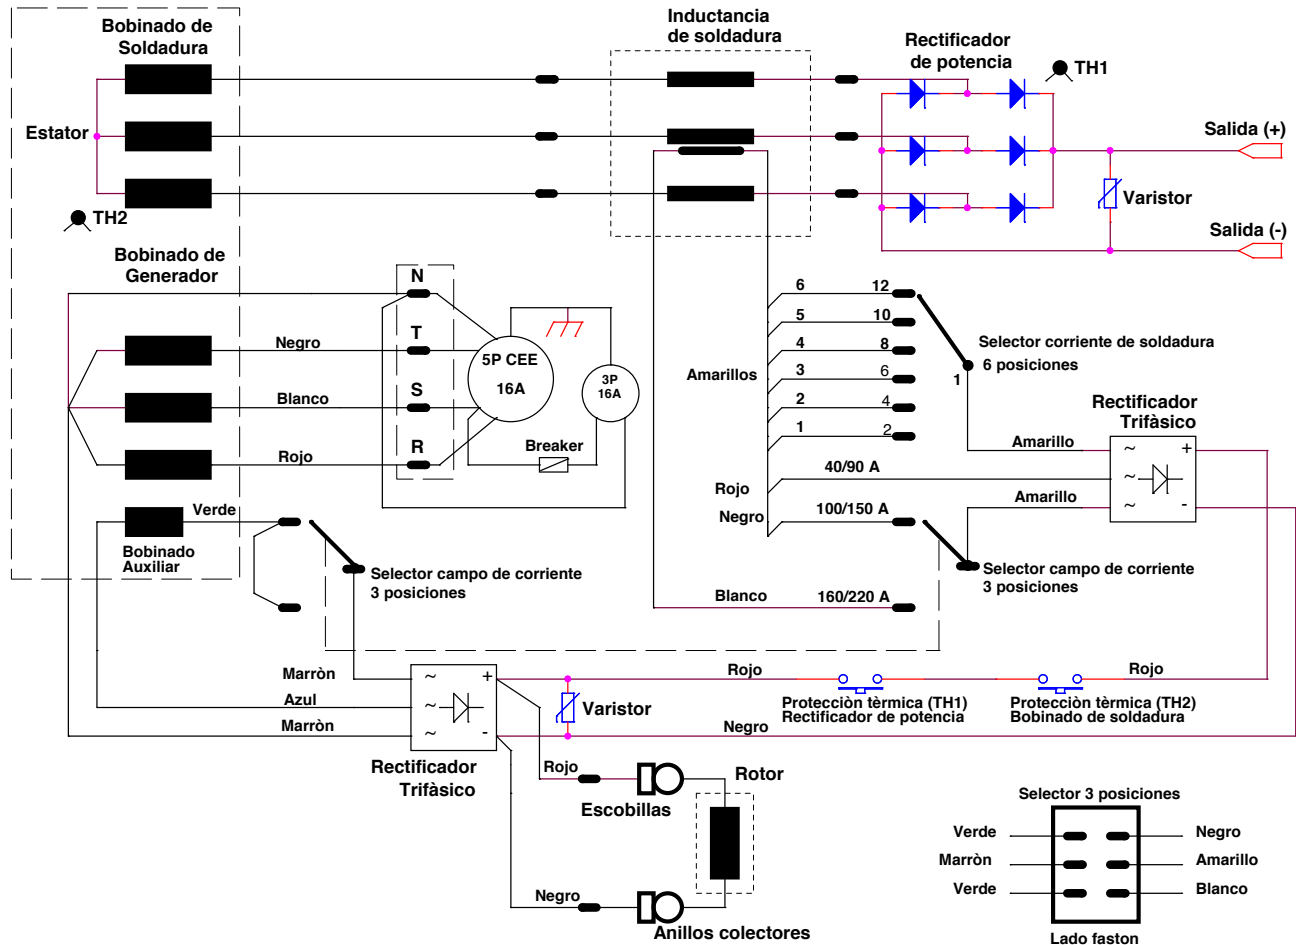 Bobinado de
Soldadura
Inductancia
de soldadura
Rectificador
de potencia
TH1
Estator
Salida (+)
TH2
Varistor
Salida (-)
Bobinado de
Generador
N
T
S
R
Negro
Blanco
Rojo
5P CEE
16A
3P
16A
Breaker
6
12
5
10
4
8
3
6
2
4
1
2
Amarillos
Selector corriente de soldadura
6 posiciones
1
Rectificador
Trifàsico
Amarillo
~
+
~
~
-
40/90 A
Rojo
Amarillo
Negro
100/150 A
Verde
Bobinado
Auxiliar
Selector campo de corriente
3 posiciones
Selector campo de corriente
3 posiciones
Blanco
160/220 A
Marròn
Azul
Marròn
~
+
~
~
-
Varistor
Rojo
Rojo
Protecciòn tèrmica (TH1)
Rectificador de potencia
Protecciòn tèrmica (TH2)
Bobinado de soldadura
Negro
Rectificador
Trifàsico
Rojo
Escobillas
Rotor
Negro
Anillos colectores
Selector 3 posiciones
Verde
Negro
Marròn
Amarillo
Verde
Blanco
Lado faston